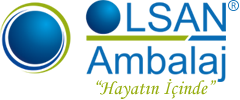 OLSAN®
Ambalaj
"Hayatın İçinde"